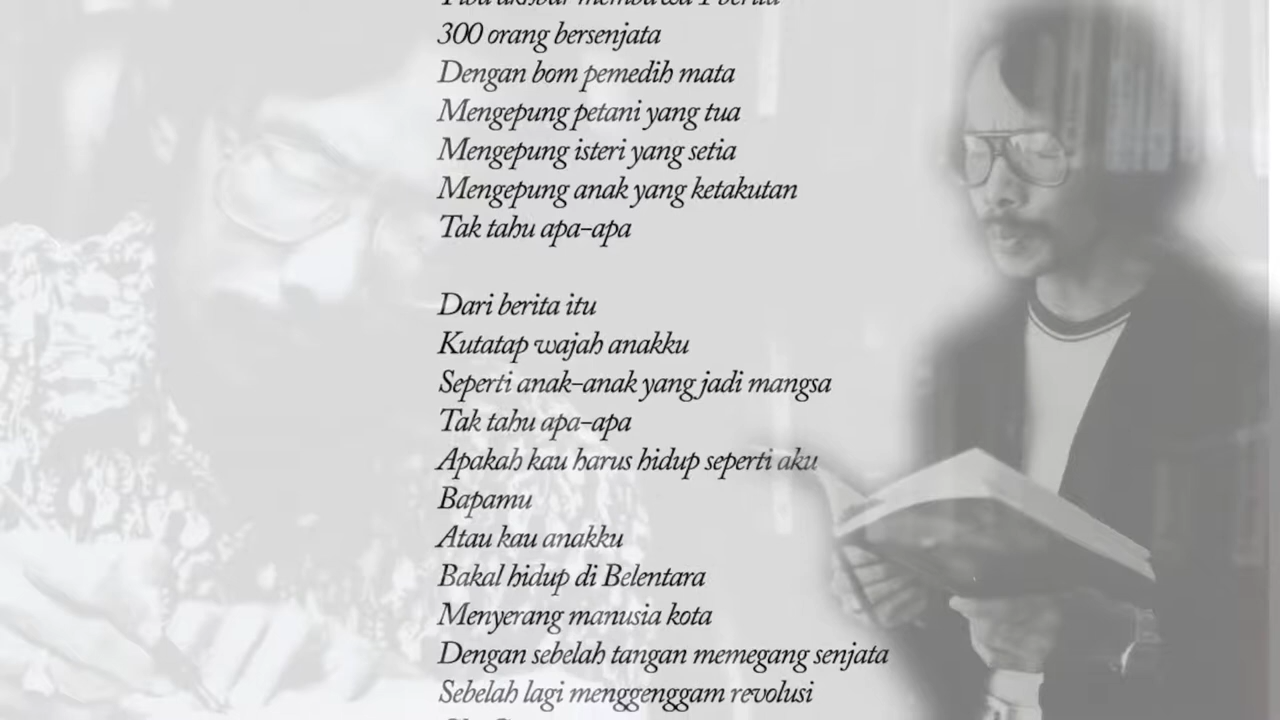 300 orang bersenjata
Dengan bom pemedih mata
Mengepung petani yang tua
Mengepung isteri yang setia
Mengepung anak yang ketakutan
Tak tahu apa-apa
Dari berita itu
Kutatap wajah anakku
Seperti anak-anak yang jadi mangsa
Tak tahu apa-apa
Apakah kau harus hidup seperti aku
Bapamu
Atau kau anakku
Bakal hidup di Belentara
Menyerang manusia kota
Dengan sebelah tangan memegang senjata
Sebelah lagi menggenggam revolusi